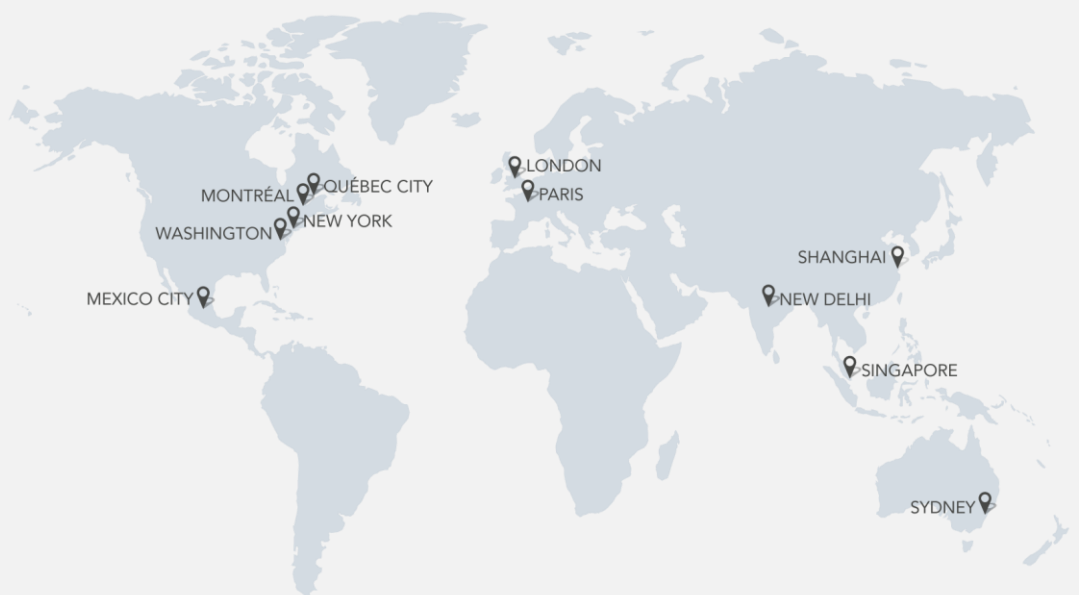 LONDON
QUÉBEC CITY
MONTRÉAL
PARIS
NEW YORK
WASHINGTON
SHANGHAI
MEXICO CITY
NEW DELHI
SINGAPORE
SYDNEY